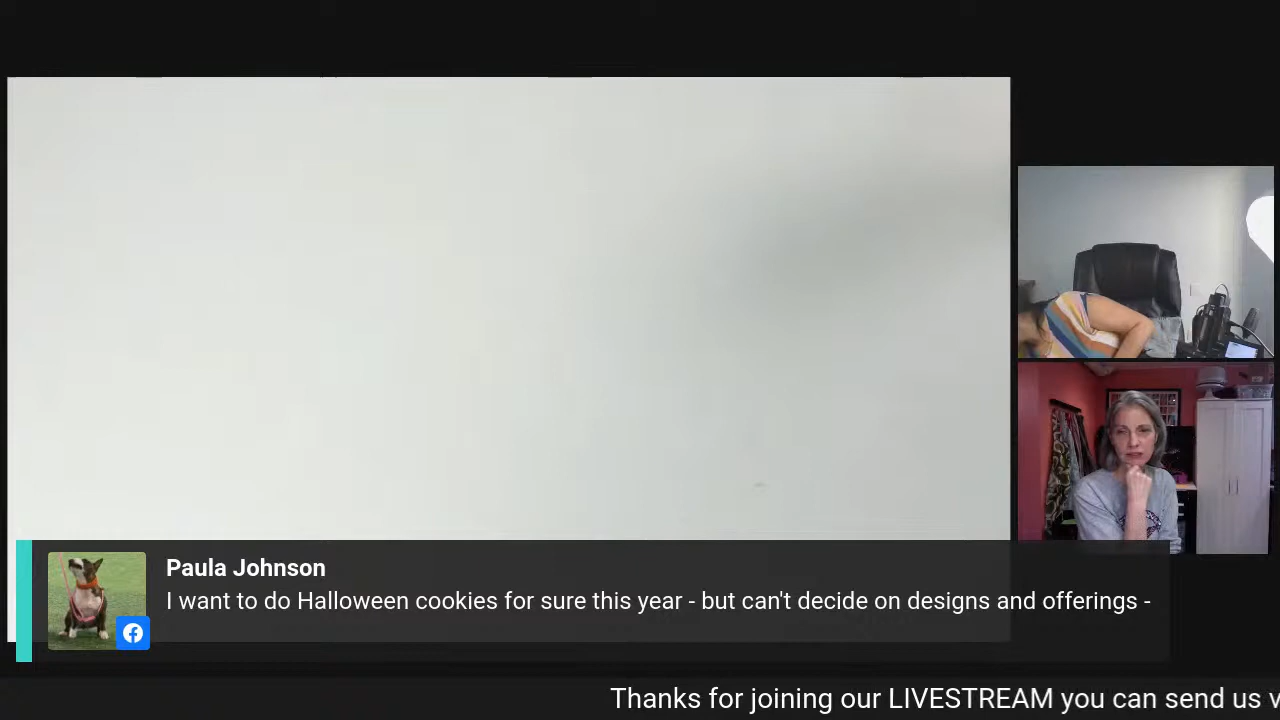 Paula Johnson
I want to do Halloween cookies for sure this year - but can't decide on designs and offerings -
Thanks for joining our LIVESTREAM you can send us v